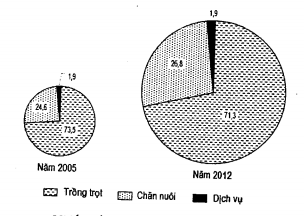 1,9
1,9
26,8
24,6
71,3
73,5
Năm 2005
Năm 2012
Trồng trọt
Chăn nuôi
Dịch vụ